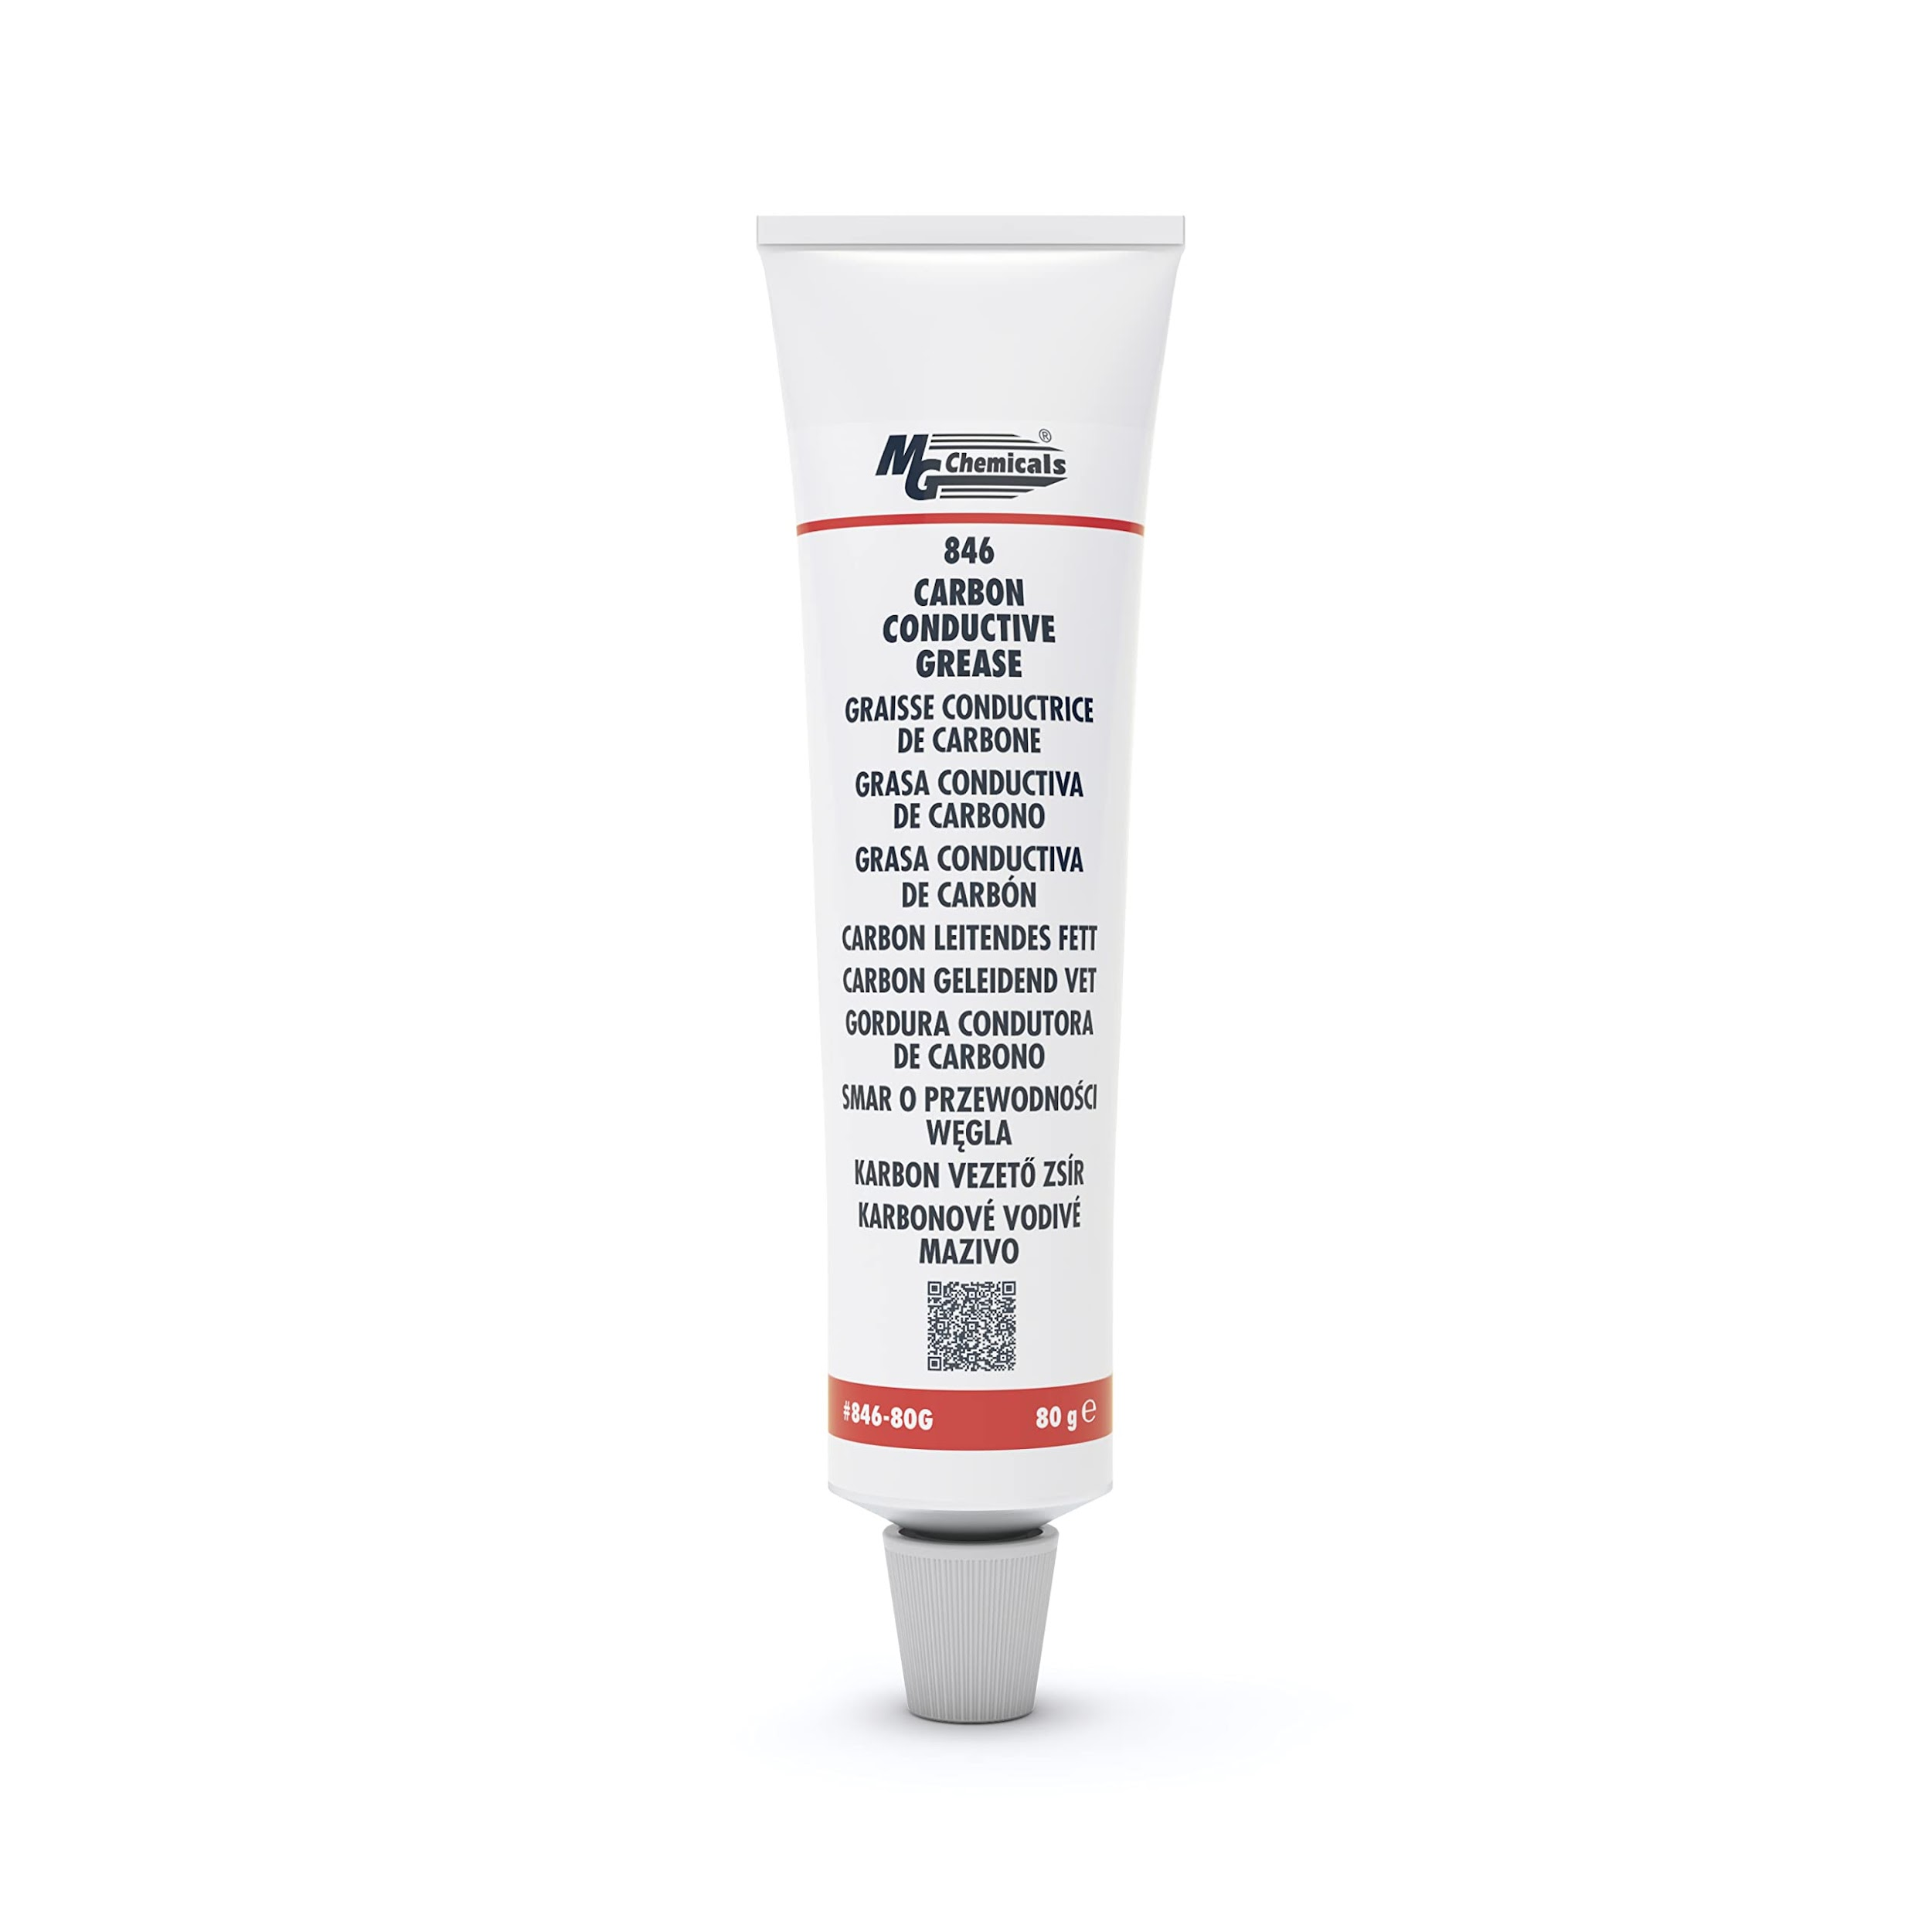 MG Chemicals®
846
CARBON
CONDUCTIVE
GREASE
GRAISSE CONDUCTRICE
DE CARBONE
GRASA CONDUCTIVA
DE CARBONO
GRASA CONDUCTIVA
DE CARBÓN
CARBON LEITENDES FETT
CARBON GELEIDEND VET
GORDURA CONDUTORA
DE CARBONO
SMAR O PRZEWODNOŚCI
WĘGLA
KARBON VEZETŐ ZSÍR
KARBONOVÉ VODIVÉ
MAZIVO
#846-80G 80 g ℮